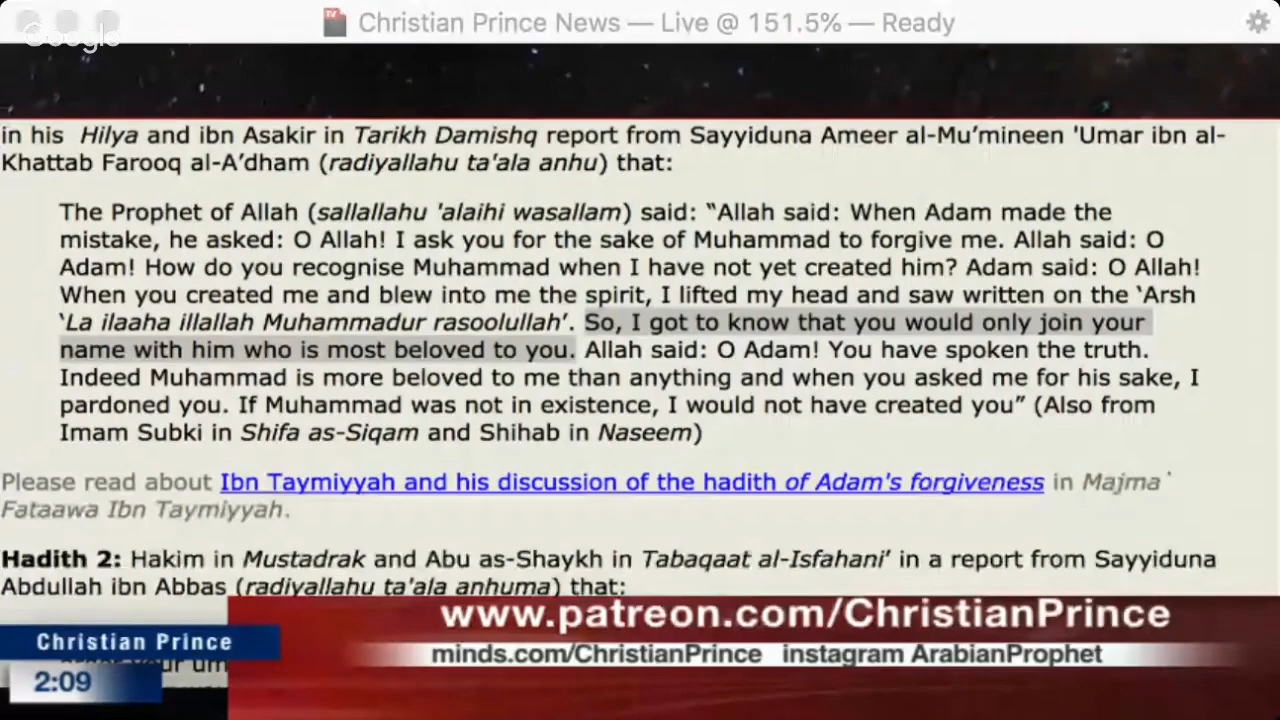 Christian Prince News — Live @ 151.5% — Ready
Google
in his Hilya and ibn Asakir in Tarikh Damishq report from Sayyiduna Ameer al-Mu’mineen 'Umar ibn al-
Khattab Farooq al-A’dham (radiyallahu ta'ala anhu) that:
The Prophet of Allah (sallallahu 'alaihi wasallam) said: “Allah said: When Adam made the
mistake, he asked: O Allah! I ask you for the sake of Muhammad to forgive me. Allah said: O
Adam! How do you recognise Muhammad when I have not yet created him? Adam said: O Allah!
When you created me and blew into me the spirit, I lifted my head and saw written on the ‘Arsh
‘La ilaaha illallah Muhammadur rasoolullah’. So, I got to know that you would only join your
name with him who is most beloved to you. Allah said: O Adam! You have spoken the truth.
Indeed Muhammad is more beloved to me than anything and when you asked me for his sake, I
pardoned you. If Muhammad was not in existence, I would not have created you” (Also from
Imam Subki in Shifa as-Siqam and Shihab in Naseem)
Please read about Ibn Taymiyyah and his discussion of the hadith of Adam's forgiveness in Majma`
Fataawa Ibn Taymiyyah.
Hadith 2: Hakim in Mustadrak and Abu as-Shaykh in Tabaqaat al-Isfahani’ in a report from Sayyiduna
Abdullah ibn Abbas (radiyallahu ta'ala anhuma) that:
www.patreon.com/ChristianPrince
Christian Prince
minds.com/ChristianPrince instagram ArabianProphet
2:09